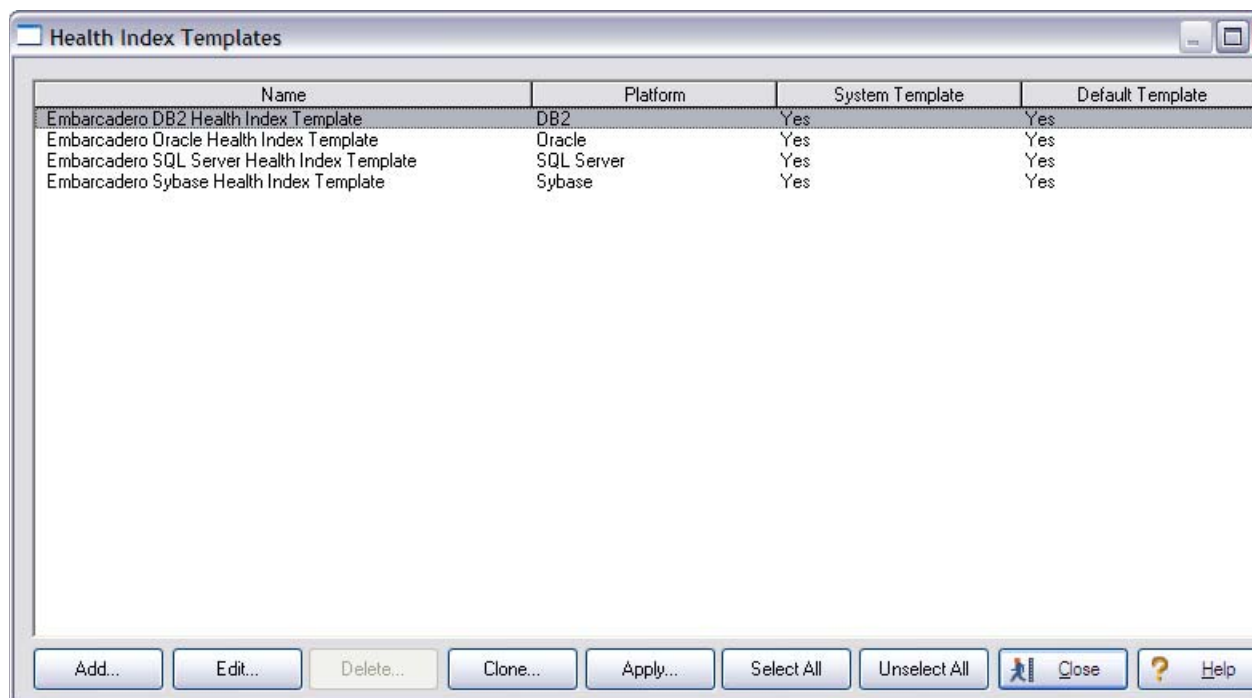 Health Index Templates
Name Platform System Template Default Template
Embarcadero DB2 Health Index Template DB2 Yes Yes
Embarcadero Oracle Health Index Template Oracle Yes Yes
Embarcadero SQL Server Health Index Template SQL Server Yes Yes
Embarcadero Sybase Health Index Template Sybase Yes Yes
Add... Edit... Delete... Clone... Apply... Select All Unselect All Close ? Help